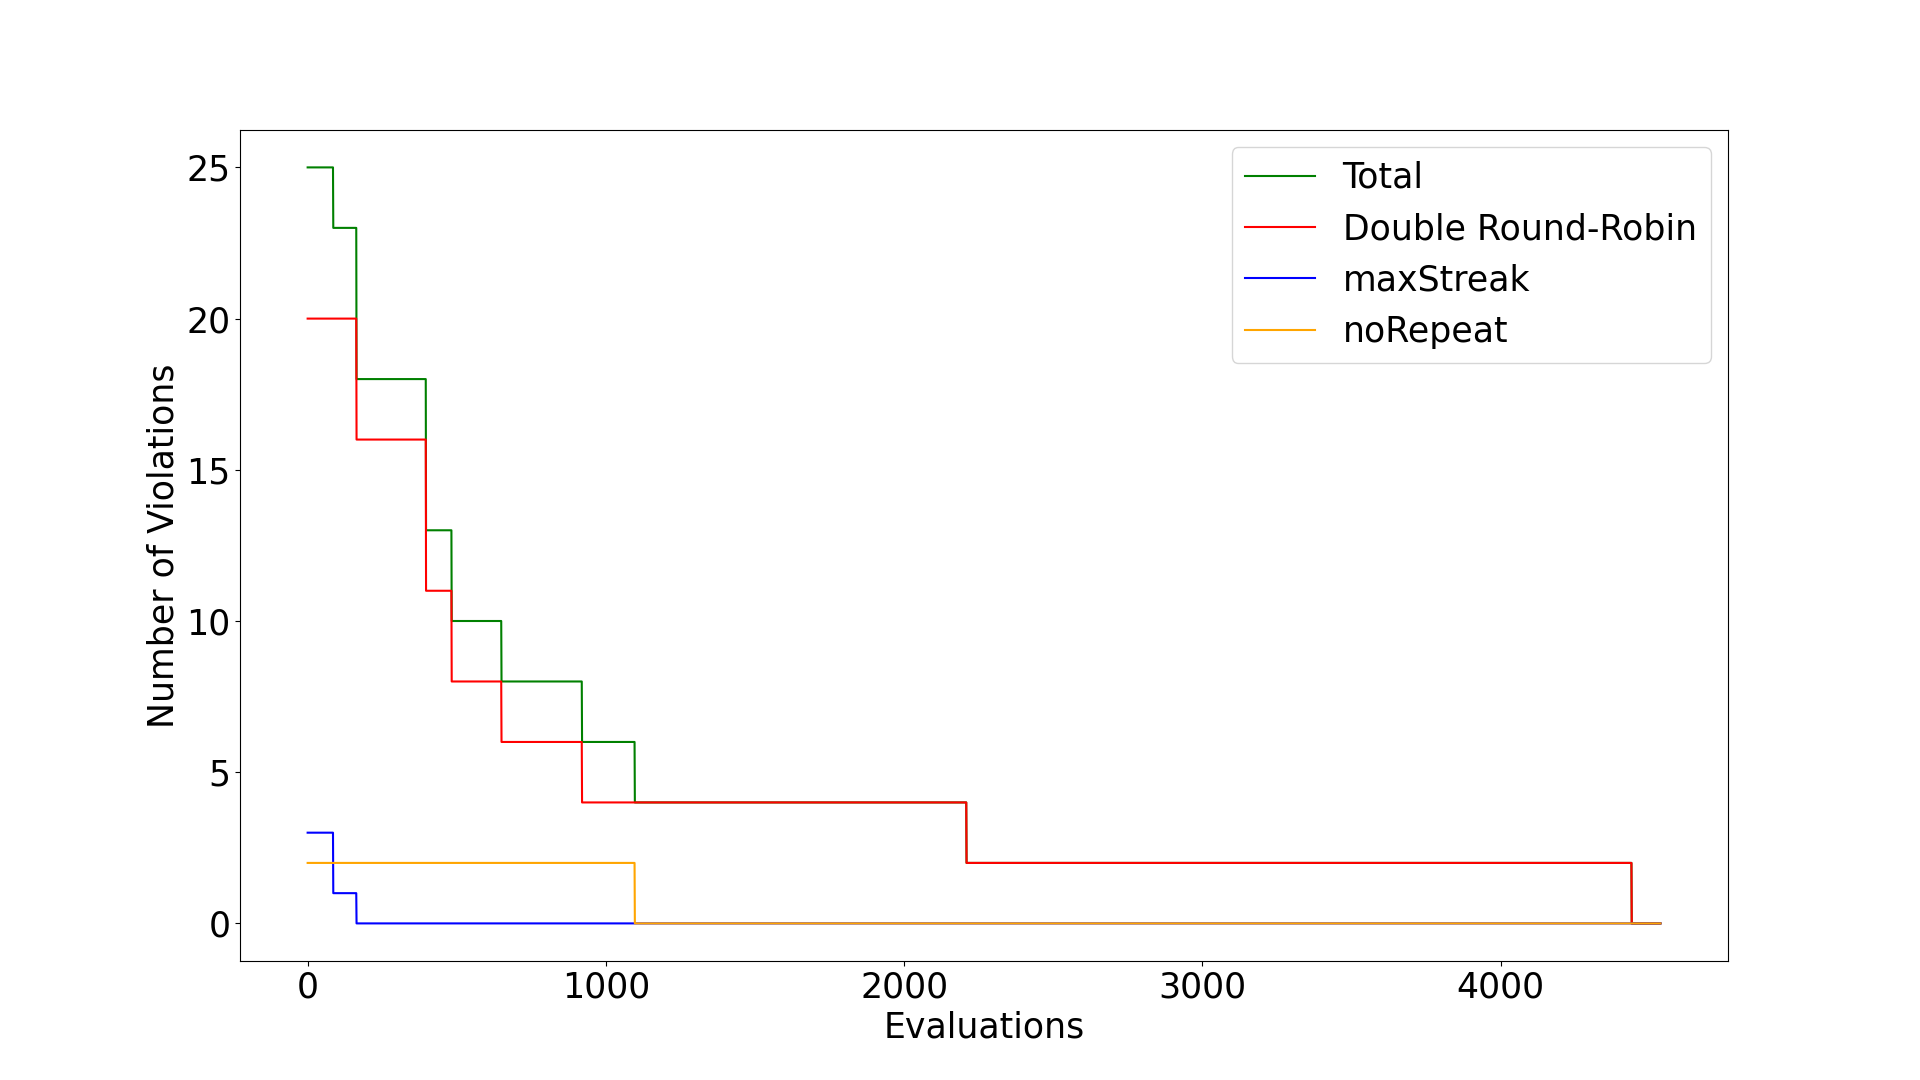 Total
Double Round-Robin
maxStreak
noRepeat
Number of Violations
25
20
15
10
5
0
0 1000 2000 3000 4000
Evaluations